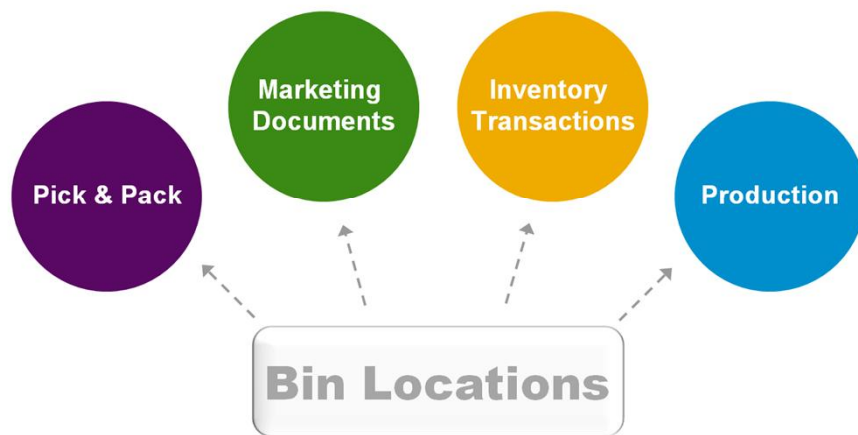 Marketing
Documents
Inventory
Transactions
Pick & Pack
Production
Bin Locations